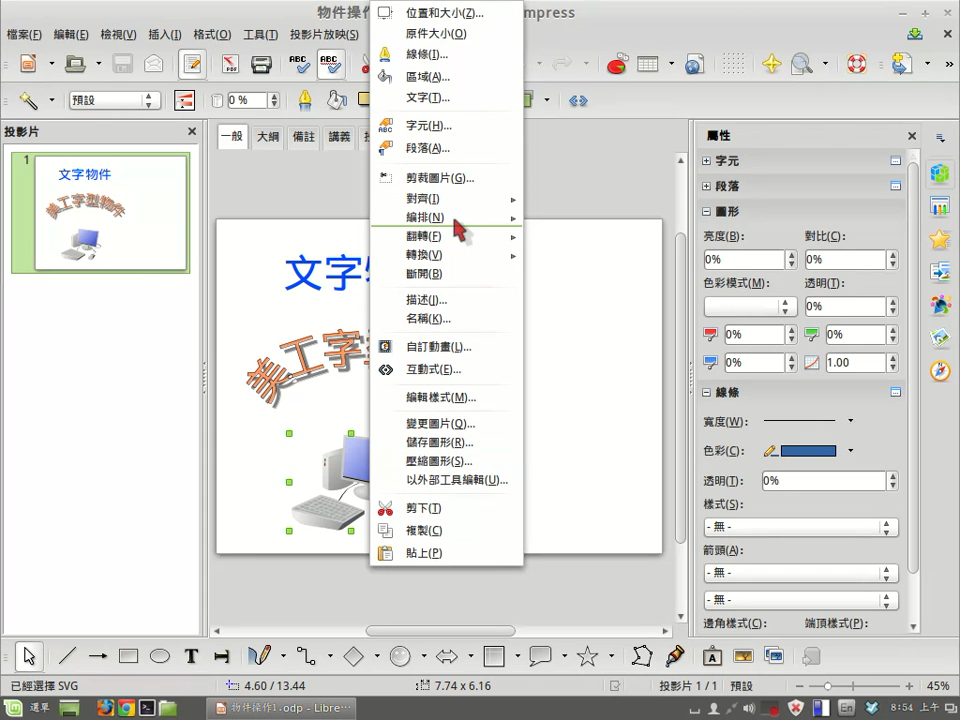 物件操
mpress
檔案(F) 編輯(E) 檢視(V) 插入(I) 格式(O) 工具(T) 投影片放映(S)
預設
0 %
投影片
一般 大綱 備註 講義
1
文字物件
美工字型物件
文字物
美工字型
位置和大小(Z)...
原件大小(O)
線條(I)...
區域(A)...
文字(T)...
字元(H)...
段落(A)...
剪裁圖片(G)...
對齊(I)
編排(N)
翻轉(F)
轉換(V)
斷開(B)
描述(J)...
名稱(K)...
自訂動畫(L)...
互動式(E)...
編輯樣式(M)...
變更圖片(Q)...
儲存圖形(R)...
壓縮圖形(S)...
以外部工具編輯(U)...
剪下(T)
複製(C)
貼上(P)
屬性
字元
段落
圖形
亮度(B): 對比(C):
0% 0%
色彩模式(M): 透明(T):
0%
0% 0%
0% 1.00
線條
寬度(W):
色彩(C):
透明(T): 0%
樣式(S):
- 無 -
箭頭(A):
- 無 -
- 無 -
邊角樣式(C): 端頂樣式(P):
已經選擇 SVG 4.60 / 13.44 7.74 x 6.16 投影片 1 / 1 預設 45%
選單 物件操作1.odp - Libre… En 8:54 上午